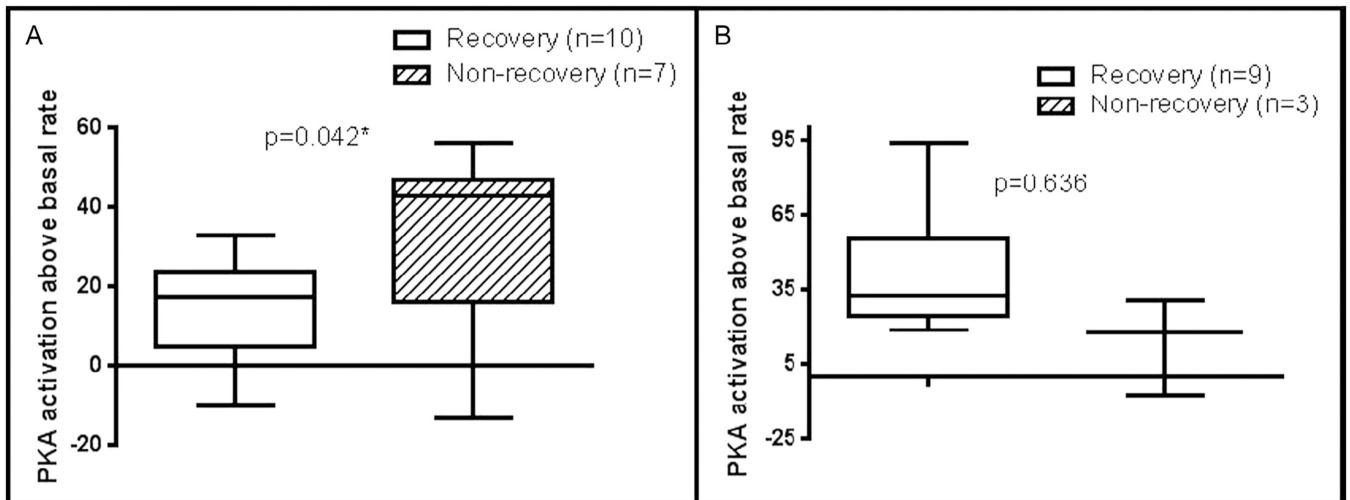 A
Recovery (n=10)
Non-recovery (n=7)
PKA activation above basal rate
60
40
20
0
-20
p=0.042*
B
Recovery (n=9)
Non-recovery (n=3)
PKA activation above basal rate
95
65
35
5
-25
p=0.636